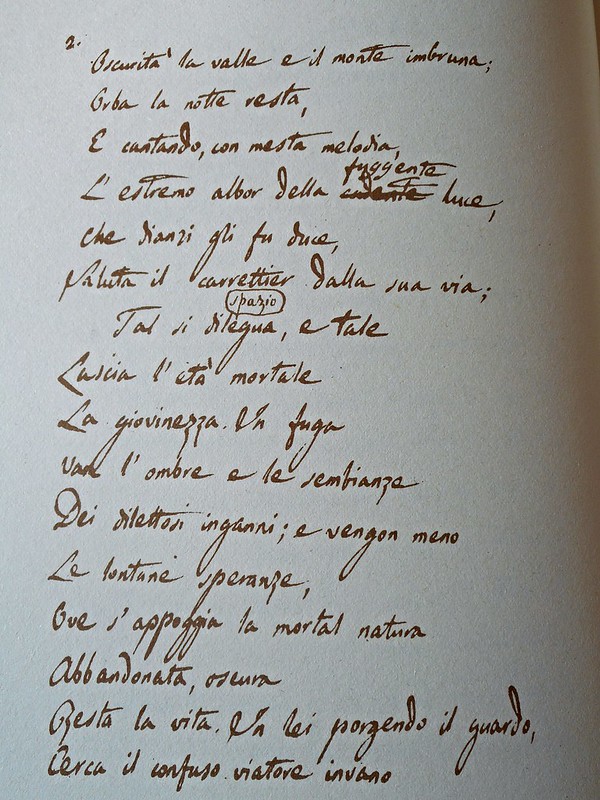 2.
Oscurità la valle e il monte imbruna;
Orba la notte resta,
E cantando, con mesta melodia,
fuggente
L'estremo albor della cadente luce,
Che dianzi gli fu duce,
Saluta il carrettier dalla sua via;
spazio
Tal si dilegua, e tale
Lascia l'età mortale
La giovinezza. In fuga
Van l'ombre e le sembianze
Dei dilettosi inganni; e vengon meno
Le lontane speranze,
Ove s'appoggia la mortal natura
Abbandonata, oscura
Resta la vita. In lei porgendo il guardo,
Cerca il confuso viatore invano